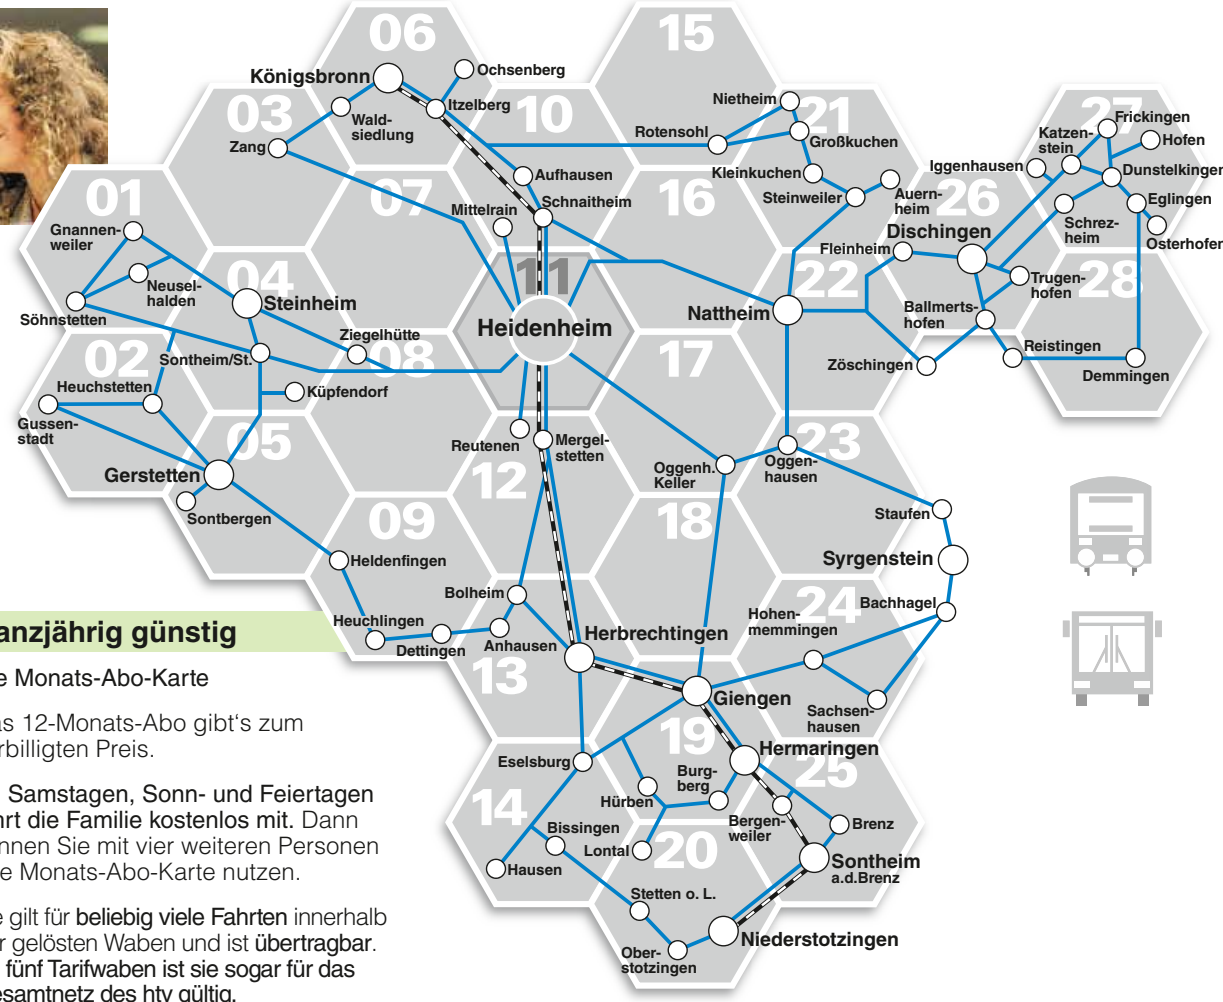 06
15
Königsbronn
Ochsenberg
Itzelberg
Wald-
siedlung
03
Zang
10
Nietheim
21
Rotensohl
Großkuchen
27
Frickingen
Katzen-
stein
Hofen
Iggenhausen
Dunstelkingen
Kleinkuchen
Aufhausen
01
07
16
Steinweiler
Auern-
heim
26
Eglingen
Gnannen-
weiler
Mittelrain
Schnaitheim
Dischingen
Schrez-
heim
Osterhofen
Fleinheim
11
04
Neusel-
halden
Steinheim
22
Trugen-
hofen
28
Söhnstetten
Heidenheim
Nattheim
Ballmerts-
hofen
Ziegelhütte
02
Sontheim/St.
08
17
Reistingen
Zöschingen
Demmingen
Heuchstetten
Küpfendorf
Gussen-
stadt
05
Reutenen
Mergel-
stetten
23
Gerstetten
12
Oggenh.
Keller
Oggen-
hausen
Sontbergen
09
18
Staufen
Heldenfingen
Syrgenstein
Bolheim
24
Bachhagel
Hohen-
memmingen
Heuchlingen
Dettingen
Anhausen
Herbrechtingen
13
Giengen
Sachsen-
hausen
19
Hermaringen
Eselsburg
25
Burg-
berg
Hürben
14
Bergen-
weiler
Brenz
Bissingen
Lontal
20
Hausen
Sontheim
a.d.Brenz
Stetten o. L.
Niederstotzingen
Ober-
stotzingen
anzjährig günstig
e Monats-Abo-Karte
as 12-Monats-Abo gibt's zum
rbilligten Preis.
Samstagen, Sonn- und Feiertagen
hrt die Familie kostenlos mit. Dann
nnen Sie mit vier weiteren Personen
e Monats-Abo-Karte nutzen.
e gilt für beliebig viele Fahrten innerhalb
r gelösten Waben und ist übertragbar.
fünf Tarifwaben ist sie sogar für das
esamtnetz des htv gültig.